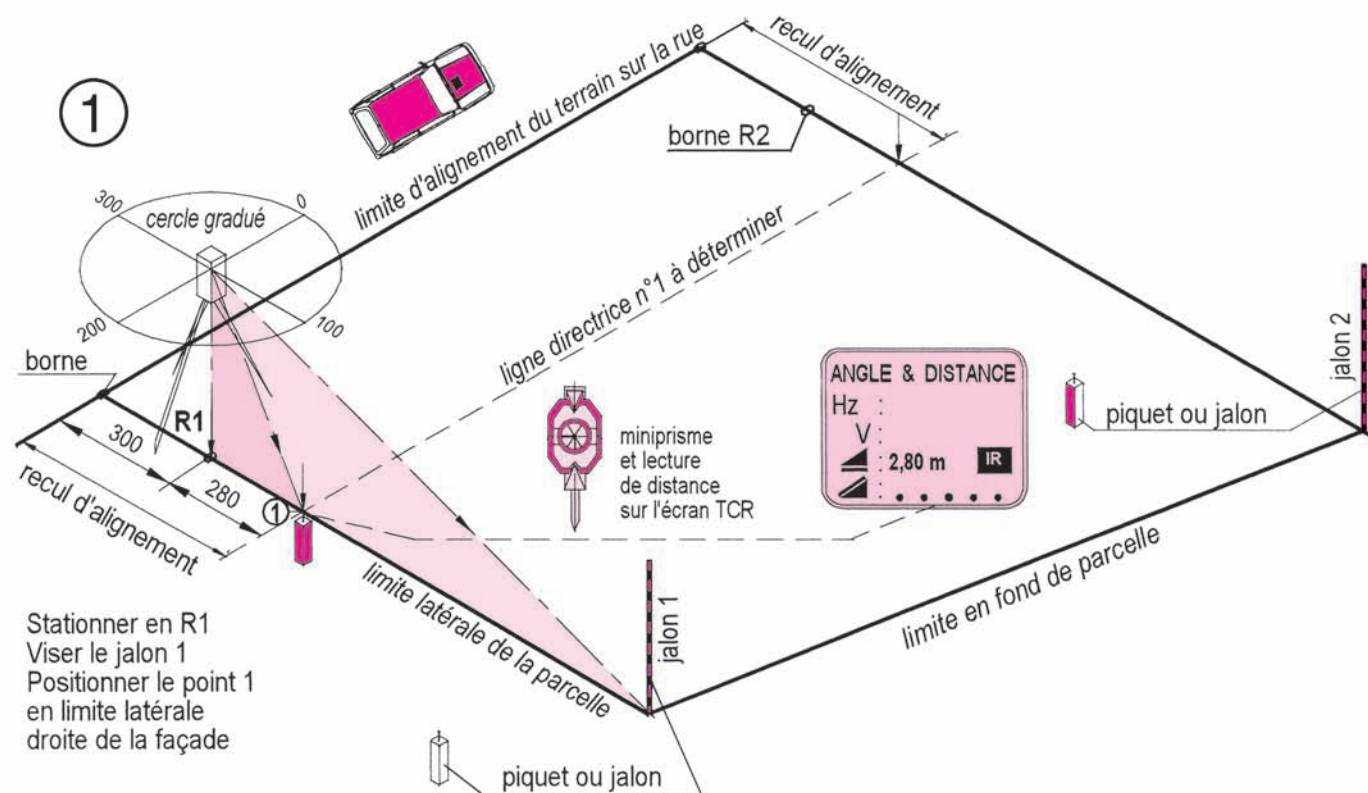 1
limite d'alignement du terrain sur la rue
recul d'alignement
borne R2
300
0
cercle gradué
200
100
borne
R1
300
280
recul d'alignement
1
ligne directrice n°1 à déterminer
miniprisme
et lecture
de distance
sur l'écran TCR
ANGLE & DISTANCE
Hz :
V :
: 2,80 m IR
: . . . . .
piquet ou jalon
jalon 2
jalon 1
limite latérale de la parcelle
limite en fond de parcelle
Stationner en R1
Viser le jalon 1
Positionner le point 1
en limite latérale
droite de la façade
piquet ou jalon